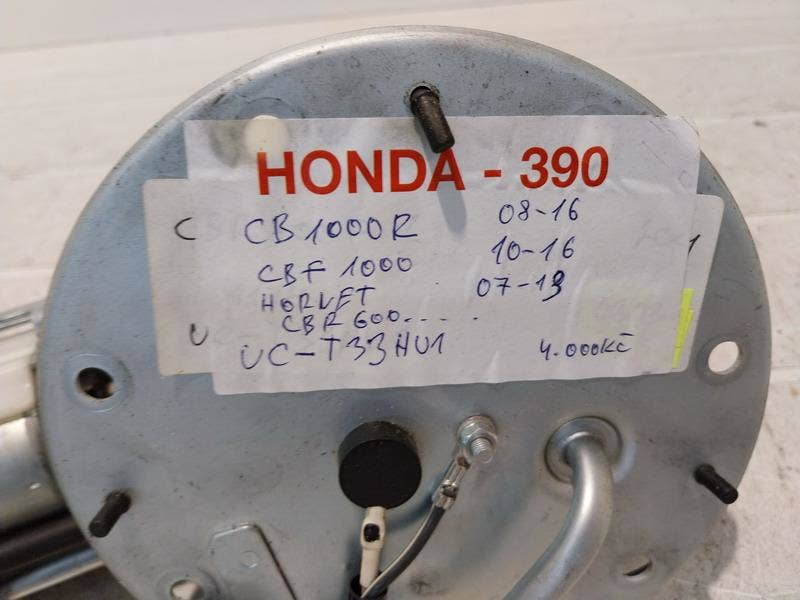 HONDA - 390
C CB1000R 08-16
CBF 1000 10-16
HORNET 07-13
CBR 600.....
UC-T33HU1 4.000Kč